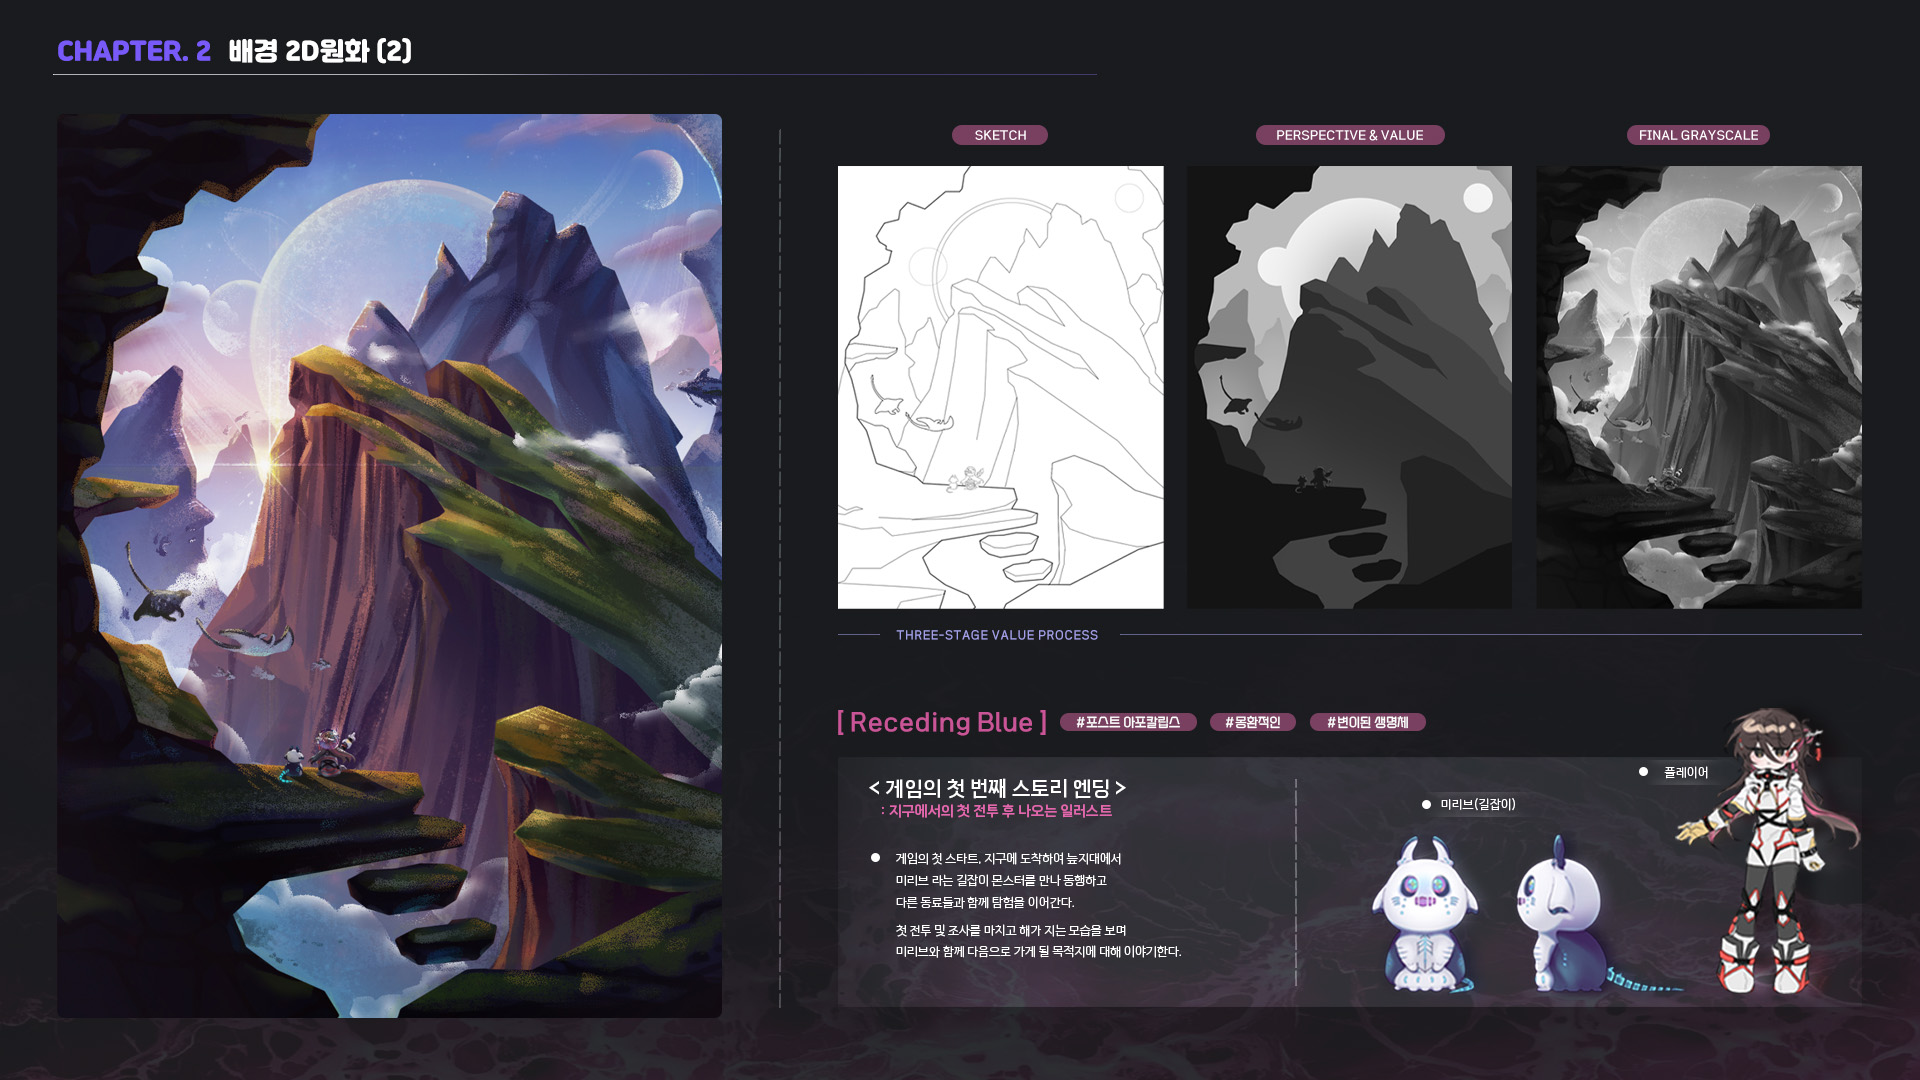 CHAPTER. 2 배경 2D원화 (2)
SKETCH
PERSPECTIVE & VALUE
FINAL GRAYSCALE
THREE-STAGE VALUE PROCESS
[ Receding Blue ] #포스트 아포칼립스 #몽환적인 #변이된 생명체
< 게임의 첫 번째 스토리 엔딩 >
: 지구에서의 첫 전투 후 나오는 일러스트
게임의 첫 스타트, 지구에 도착하여 늪지대에서
미리브 라는 길잡이 몬스터를 만나 동행하고
다른 동료들과 함께 탐험을 이어간다.
첫 전투 및 조사를 마치고 해가 지는 모습을 보며
미리브와 함께 다음으로 가게 될 목적지에 대해 이야기한다.
미리브(길잡이)
플레이어